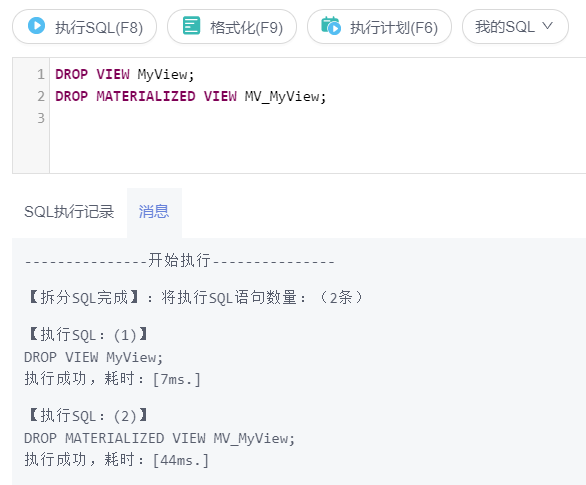 执行SQL(F8) 格式化(F9) 执行计划(F6) 我的SQL
1 DROP VIEW MyView;
2 DROP MATERIALIZED VIEW MV_MyView;
3
SQL执行记录 消息
---------------开始执行---------------
【拆分SQL完成】：将执行SQL语句数量：（2条）
【执行SQL：(1)】
DROP VIEW MyView;
执行成功，耗时：[7ms.]
【执行SQL：(2)】
DROP MATERIALIZED VIEW MV_MyView;
执行成功，耗时：[44ms.]